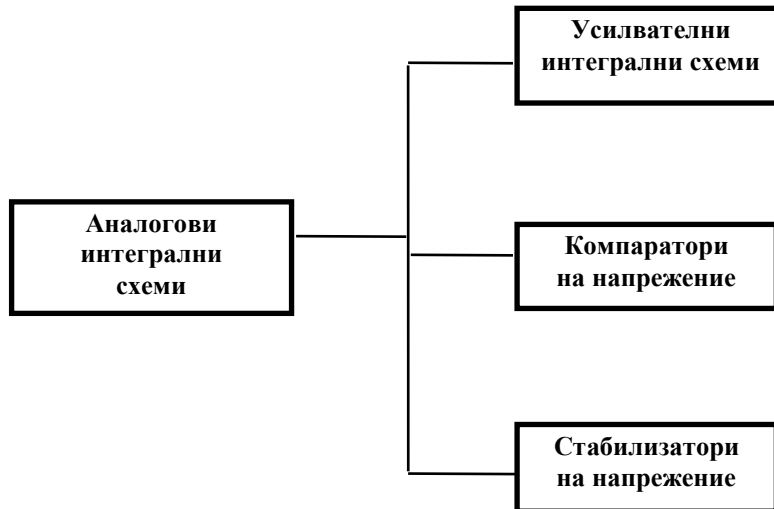 Усилвателни
интегрални схеми
Аналогови
интегрални
схеми
Компаратори
на напрежение
Стабилизатори
на напрежение